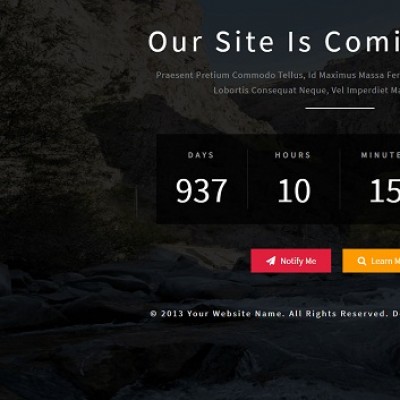 Our Site Is Comi
Praesent Pretium Commodo Tellus, Id Maximus Massa Fer
Lobortis Consequat Neque, Vel Imperdiet Ma
DAYS HOURS MINUTE
937 10 15
Notify Me Learn M
© 2013 Your Website Name. All Rights Reserved. D